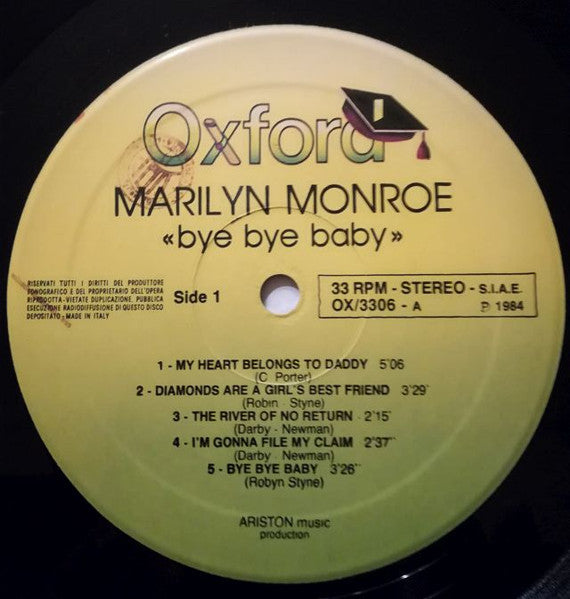 Oxford
MARILYN MONROE
«bye bye baby»
RISERVATI TUTTI I DIRITTI DEL PRODUTTORE
FONOGRAFICO E DEL PROPRIETARIO DELL'OPERA
RIPRODOTTA-VIETATE DUPLICAZIONE, PUBBLICA
ESECUZIONE RADIODIFFUSIONE DI QUESTO DISCO
DEPOSITATO-MADE IN ITALY
Side 1
33 RPM - STEREO - S.I.A.E.
OX/3306 - A P 1984
1 - MY HEART BELONGS TO DADDY 5'06
(C. Porter)
2 - DIAMONDS ARE A GIRL'S BEST FRIEND 3'29'
(Robin - Styne)
3 - THE RIVER OF NO RETURN - 2'15'
(Darby - Newman)
4 - I'M GONNA FILE MY CLAIM 2'37''
(Darby - Newman)
5 - BYE BYE BABY 3'26''
(Robyn Styne)
ARISTON music
production